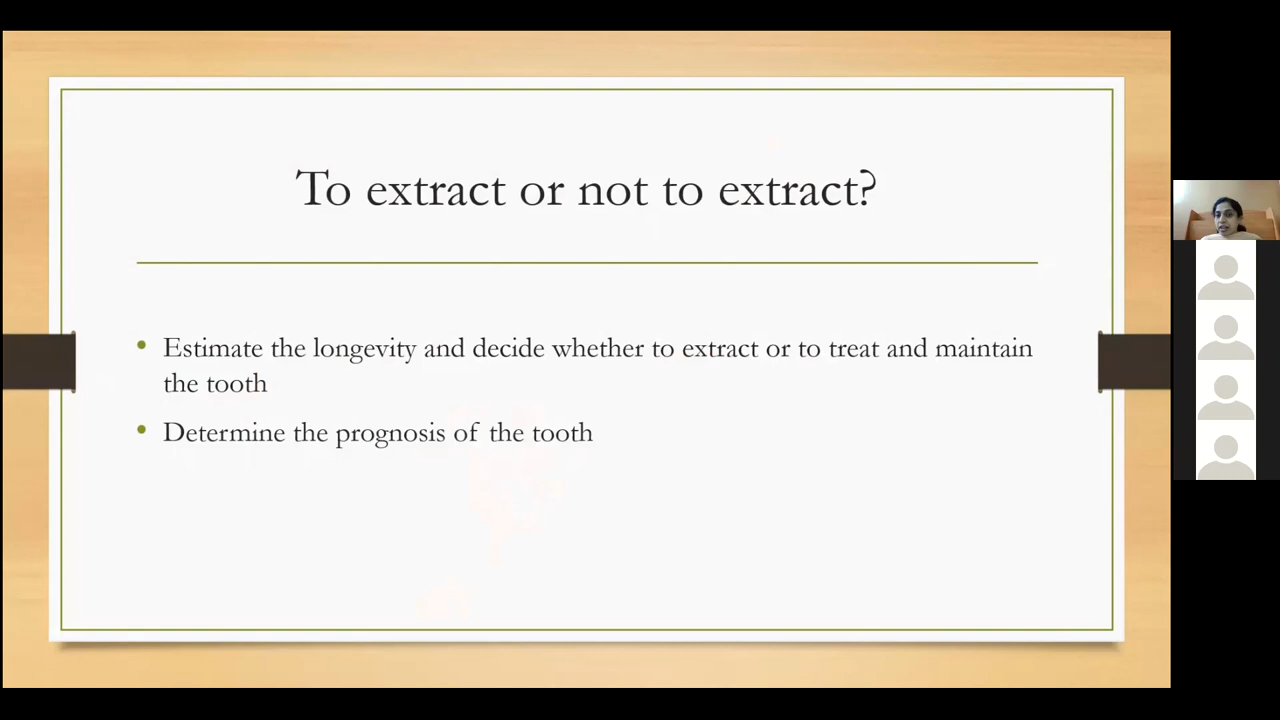 To extract or not to extract?
• Estimate the longevity and decide whether to extract or to treat and maintain
the tooth
• Determine the prognosis of the tooth